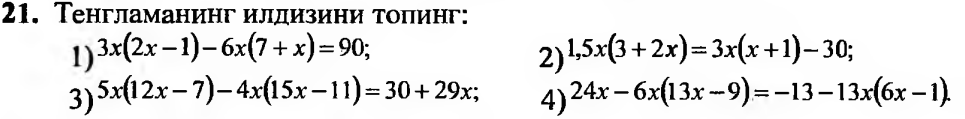 21. Тенгламанинг илдизини топинг:
1) 3x(2x − 1) − 6x(7 + x) = 90; 2) 1,5x(3 + 2x) = 3x(x + 1) − 30;
3) 5x(12x − 7) − 4x(15x − 11) = 30 + 29x; 4) 24x − 6x(13x − 9) = −13 − 13x(6x − 1).